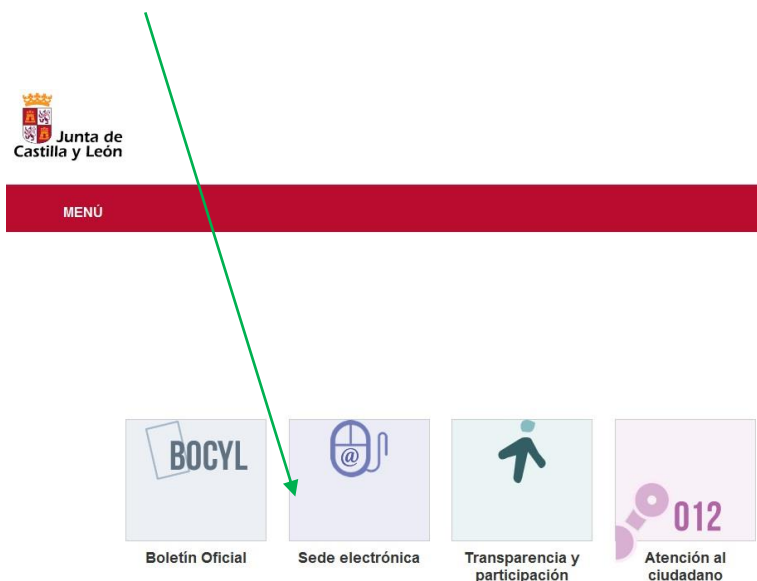 Junta de
Castilla y León
MENÚ
BOCYL
@
012
Boletín Oficial
Sede electrónica
Transparencia y
participación
Atención al
ciudadano